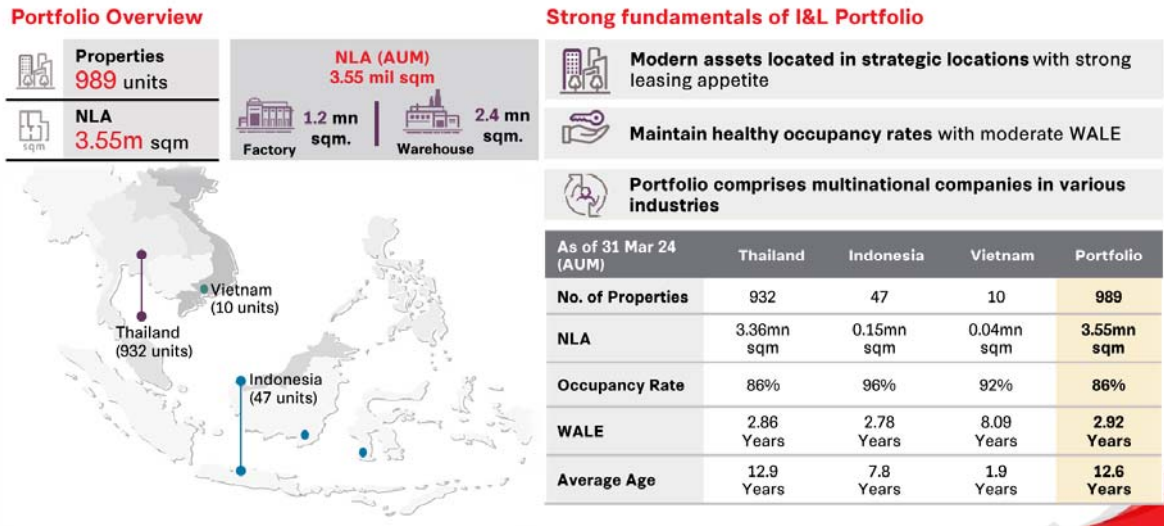 Portfolio Overview
Properties
989 units
NLA
3.55m sqm
sqm
NLA (AUM)
3.55 mil sqm
1.2 mn
sqm.
Factory
2.4 mn
sqm.
Warehouse
Vietnam
(10 units)
Thailand
(932 units)
Indonesia
(47 units)
Strong fundamentals of I&L Portfolio
Modern assets located in strategic locations with strong
leasing appetite
Maintain healthy occupancy rates with moderate WALE
Portfolio comprises multinational companies in various
industries
As of 31 Mar 24
(AUM)
Thailand Indonesia Vietnam Portfolio
No. of Properties 932 47 10 989
NLA 3.36mn sqm 0.15mn sqm 0.04mn sqm 3.55mn sqm
Occupancy Rate 86% 96% 92% 86%
WALE 2.86 Years 2.78 Years 8.09 Years 2.92 Years
Average Age 12.9 Years 7.8 Years 1.9 Years 12.6 Years